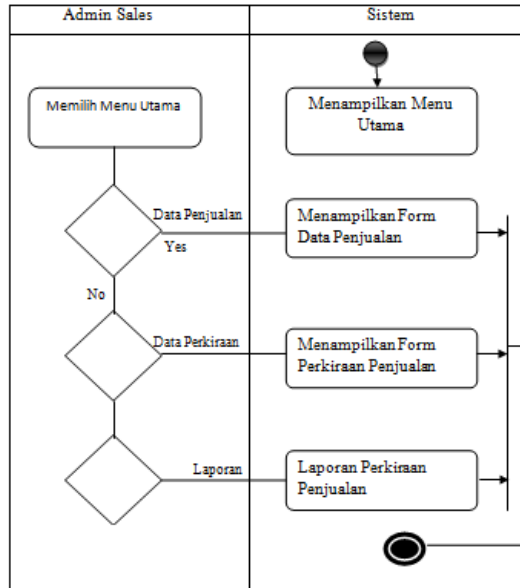 Admin Sales
Sistem
Memilih Menu Utama
Menampilkan Menu
Utama
Data Penjualan
Yes
Menampilkan Form
Data Penjualan
No
Data Perkiraan
Menampilkan Form
Perkiraan Penjualan
Laporan
Laporan Perkiraan
Penjualan